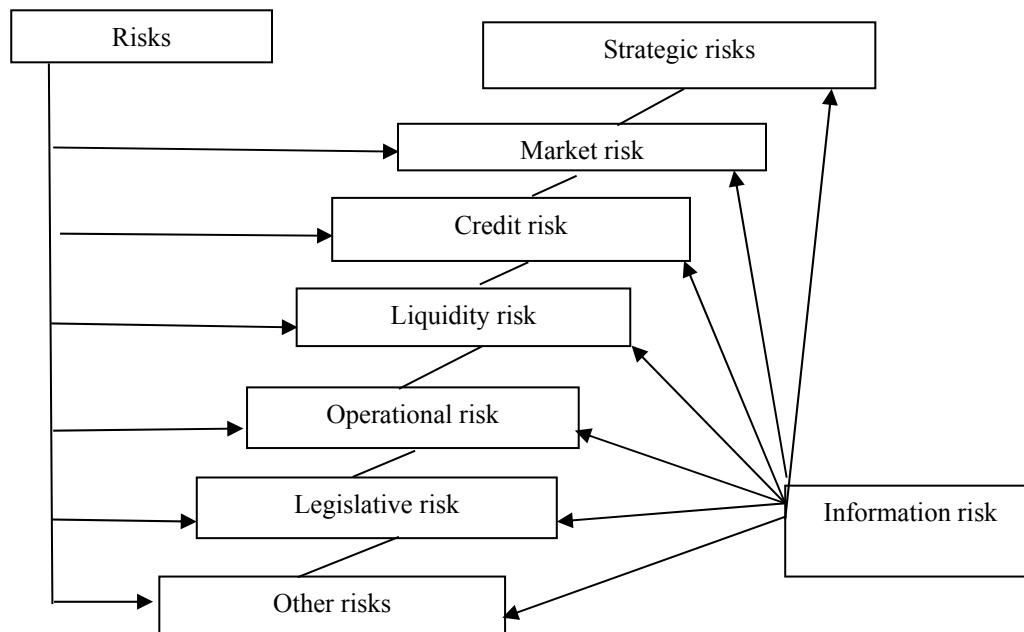 Risks
Strategic risks
Market risk
Credit risk
Liquidity risk
Operational risk
Legislative risk
Information risk
Other risks